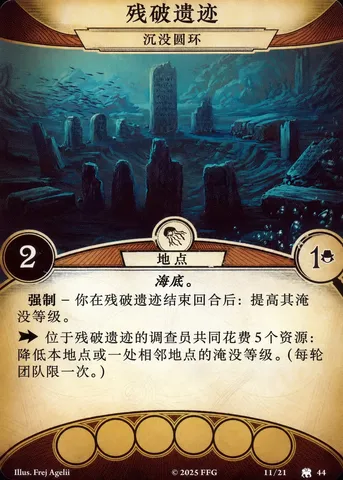 残破遗迹
沉没圆环
2
1
地点
海底。
强制 – 你在残破遗迹结束回合后：提高其淹
没等级。
位于残破遗迹的调查员共同花费5个资源：
降低本地点或一处相邻地点的淹没等级。（每轮
团队限一次。）
Illus. Frej Agelii
© 2025 FFG
11/21
44